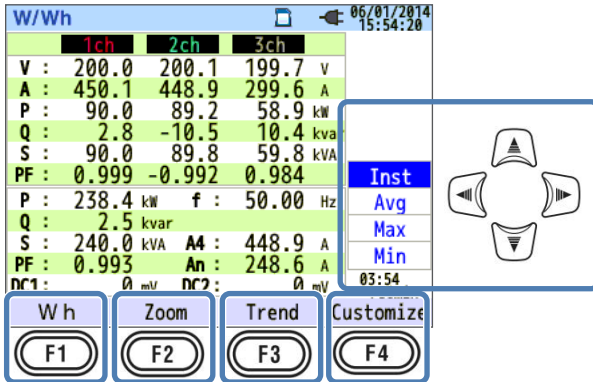 W/Wh 06/01/2014
15:54:20
1ch 2ch 3ch
V : 200.0 200.1 199.7 V
A : 450.1 448.9 299.6 A
P : 90.0 89.2 58.9 kW
Q : 2.8 -10.5 10.4 kvar
S : 90.0 89.8 59.8 kVA
PF : 0.999 -0.992 0.984
Inst
P : 238.4 kW f : 50.00 Hz
Avg
Q : 2.5 kvar
Max
S : 240.0 kVA A4 : 448.9 A
Min
PF : 0.993 An : 248.6 A
DC1 : 0 mV DC2 : 0 mV
03:54
Wh Zoom Trend Customize
F1 F2 F3 F4